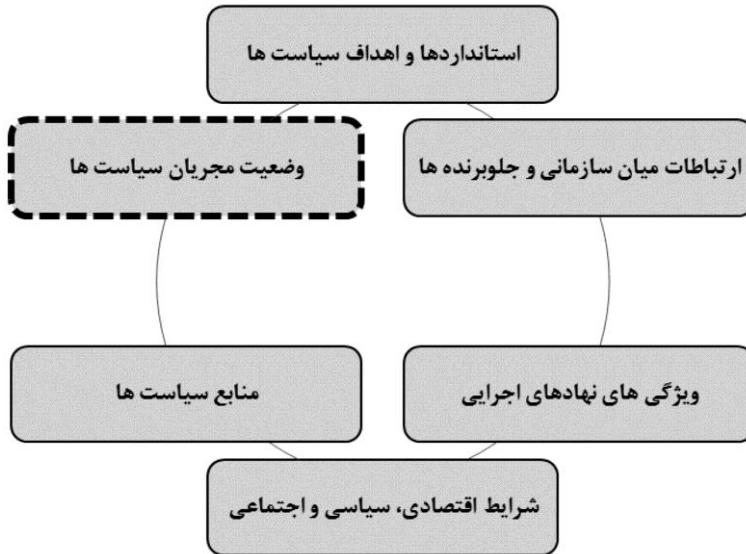 استانداردها و اهداف سیاست ها
ارتباطات میان سازمانی و جلوبرنده ها
وضعیت مجریان سیاست ها
ویژگی های نهادهای اجرایی
منابع سیاست ها
شرایط اقتصادی، سیاسی و اجتماعی